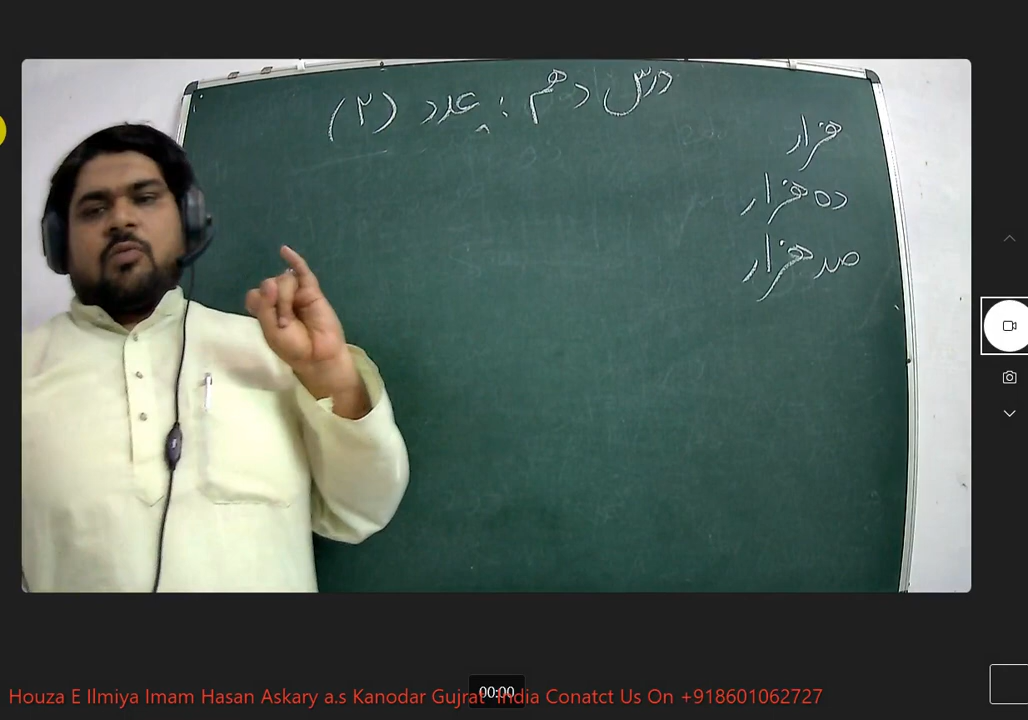 درس دهم : عدد (۲)
هزار
ده هزار
صد هزار
00:00
Houza E Ilmiya Imam Hasan Askary a.s Kanodar Gujrat India Conatct Us On +918601062727